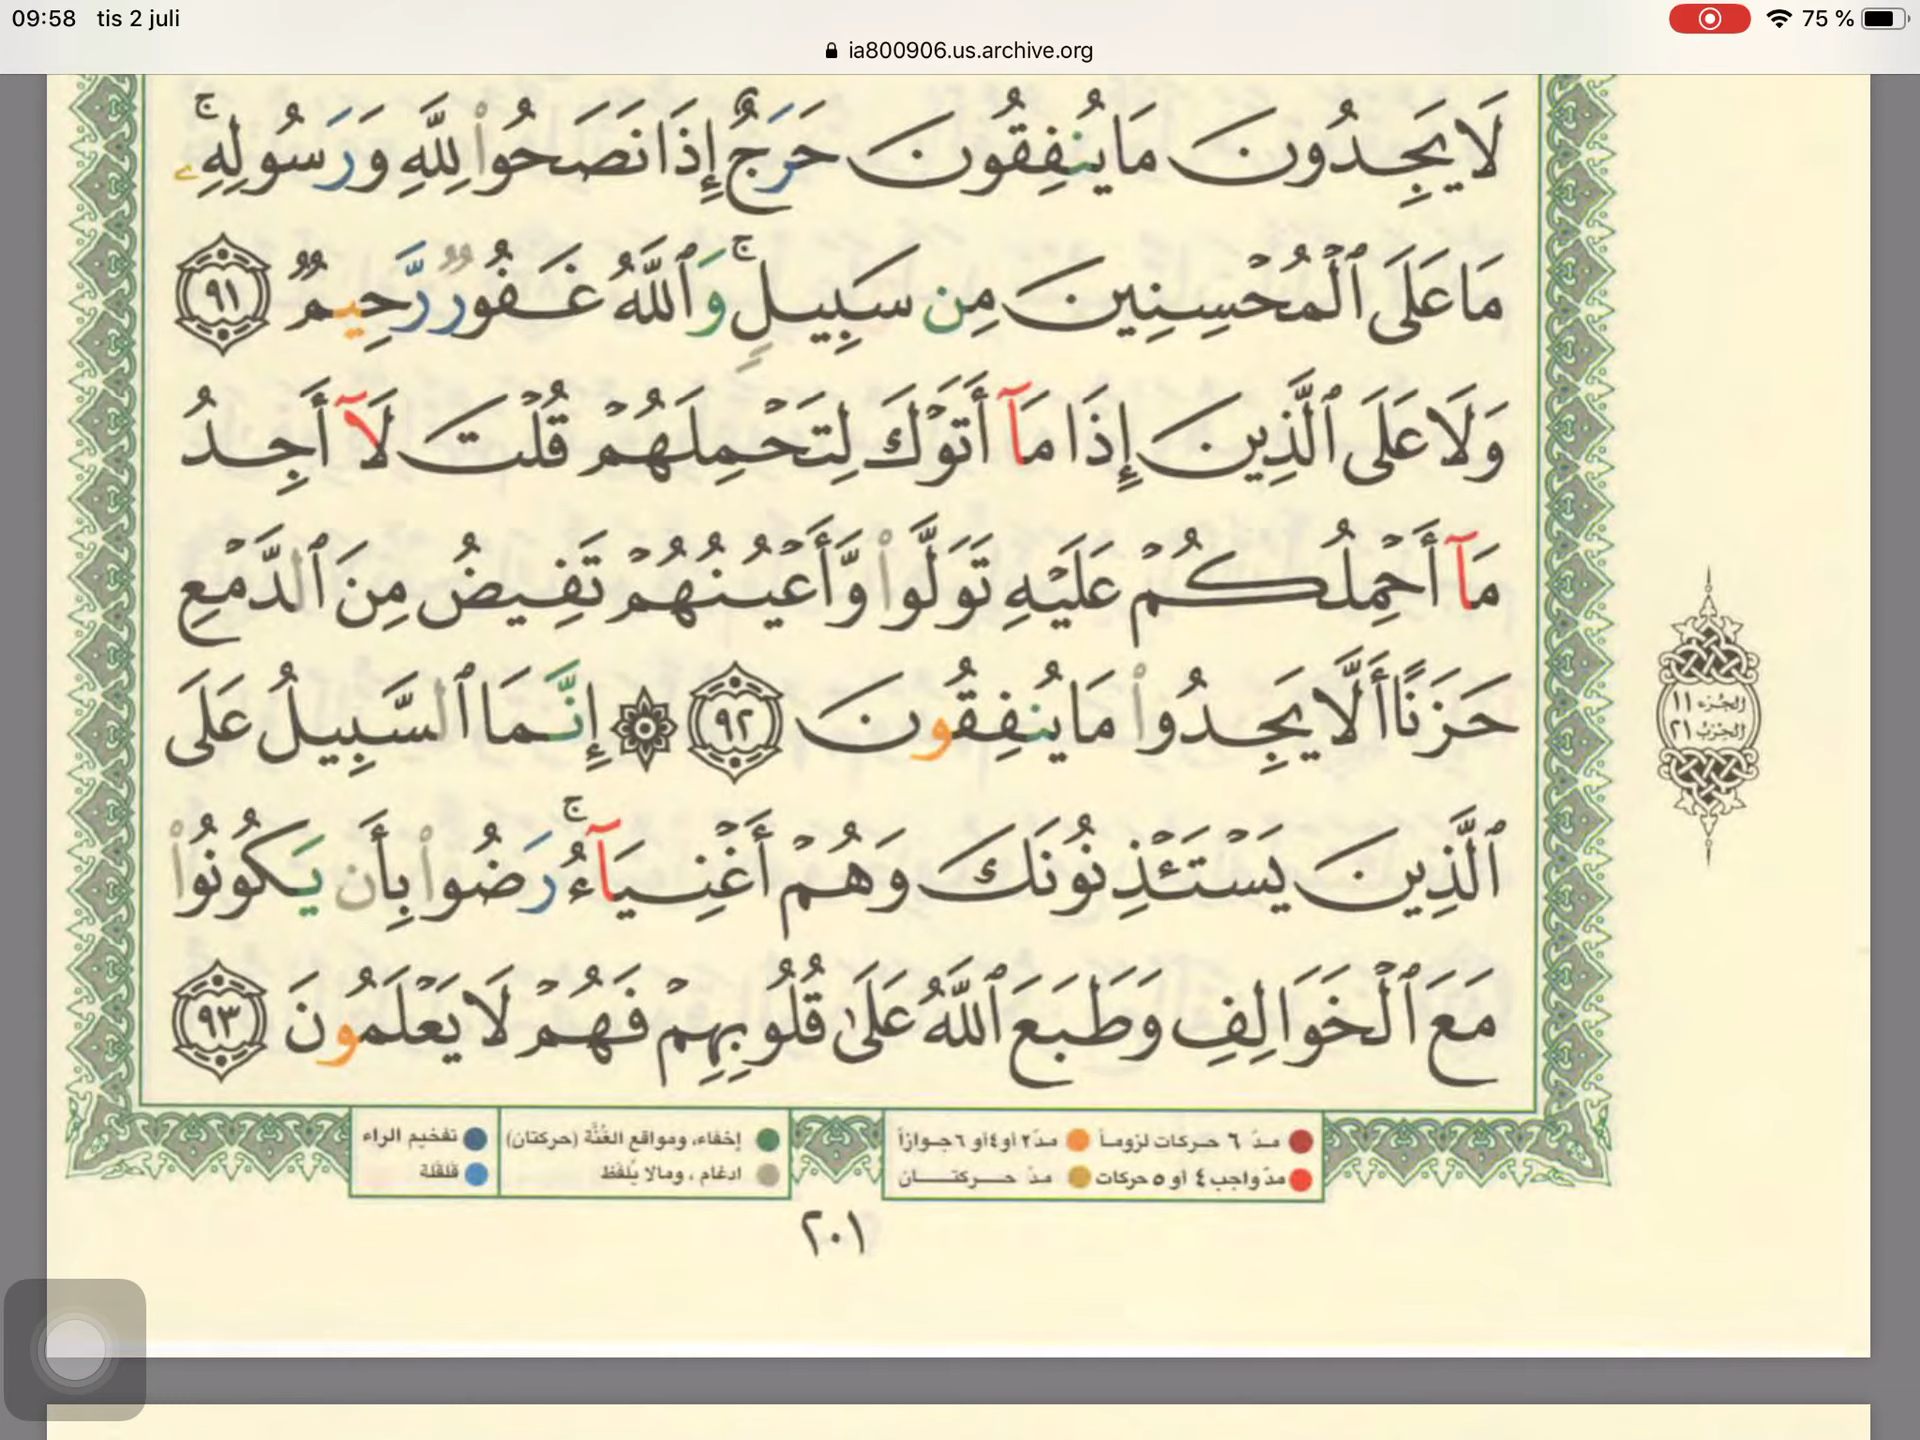 09:58 tis 2 juli 75 %
ia800906.us.archive.org
لَا يَجِدُونَ مَا يُنفِقُونَ حَرَجٌ إِذَا نَصَحُوا۟ لِلَّهِ وَرَسُولِهِۦ ۚ
مَا عَلَى ٱلْمُحْسِنِينَ مِن سَبِيلٍ ۚ وَٱللَّهُ غَفُورٌ رَّحِيمٌ ٩١
وَلَا عَلَى ٱلَّذِينَ إِذَا مَآ أَتَوْكَ لِتَحْمِلَهُمْ قُلْتَ لَآ أَجِدُ
مَآ أَحْمِلُكُمْ عَلَيْهِ تَوَلَّوا۟ وَّأَعْيُنُهُمْ تَفِيضُ مِنَ ٱلدَّمْعِ
حَزَنًا أَلَّا يَجِدُوا۟ مَا يُنفِقُونَ ٩٢ ۞ إِنَّمَا ٱلسَّبِيلُ عَلَى
ٱلَّذِينَ يَسْتَـْٔذِنُونَكَ وَهُمْ أَغْنِيَآءُ ۚ رَضُوا۟ بِأَن يَكُونُوا۟
مَعَ ٱلْخَوَالِفِ وَطَبَعَ ٱللَّهُ عَلَىٰ قُلُوبِهِمْ فَهُمْ لَا يَعْلَمُونَ ٩٣
الجزء ١١
الحزب ٢١
مدّ ٦ حركات لزوماً مدّ ٢ أو ٤ أو ٦ جوازاً إخفاء، ومواقع الغُنَّة (حركتان) تفخيم الراء
مدّ واجب ٤ أو ٥ حركات مدّ حركتان ادغام ، ومالا يُلفَظ قلقلة
٢٠١